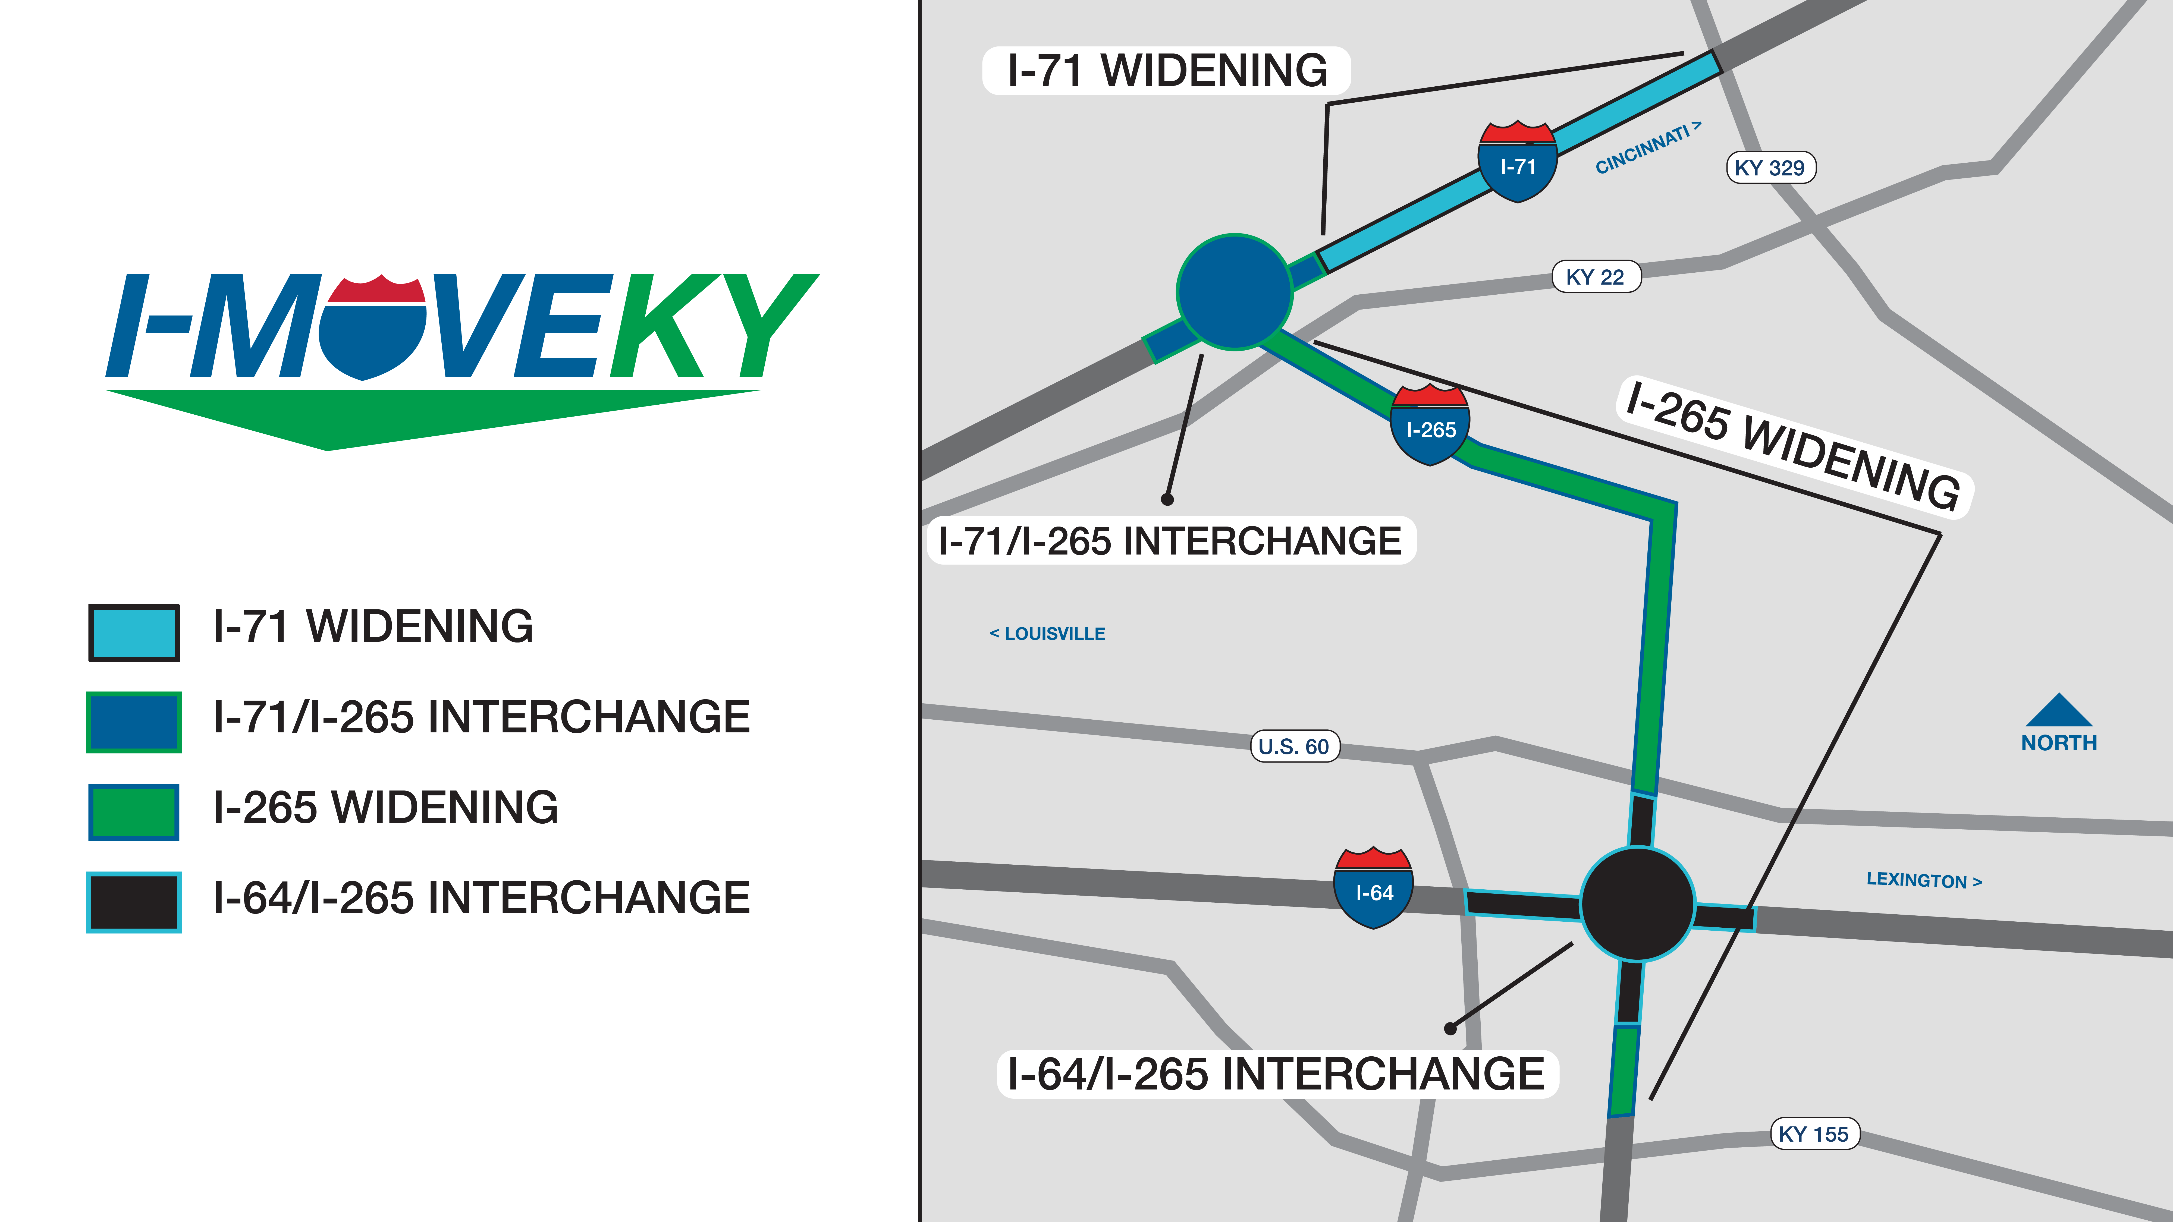 I-MOVEKY
I-71 WIDENING
I-71/I-265 INTERCHANGE
I-265 WIDENING
I-64/I-265 INTERCHANGE
I-71 WIDENING
I-71
CINCINNATI >
KY 329
KY 22
I-265 WIDENING
I-265
I-71/I-265 INTERCHANGE
< LOUISVILLE
U.S. 60
NORTH
I-64
LEXINGTON >
I-64/I-265 INTERCHANGE
KY 155